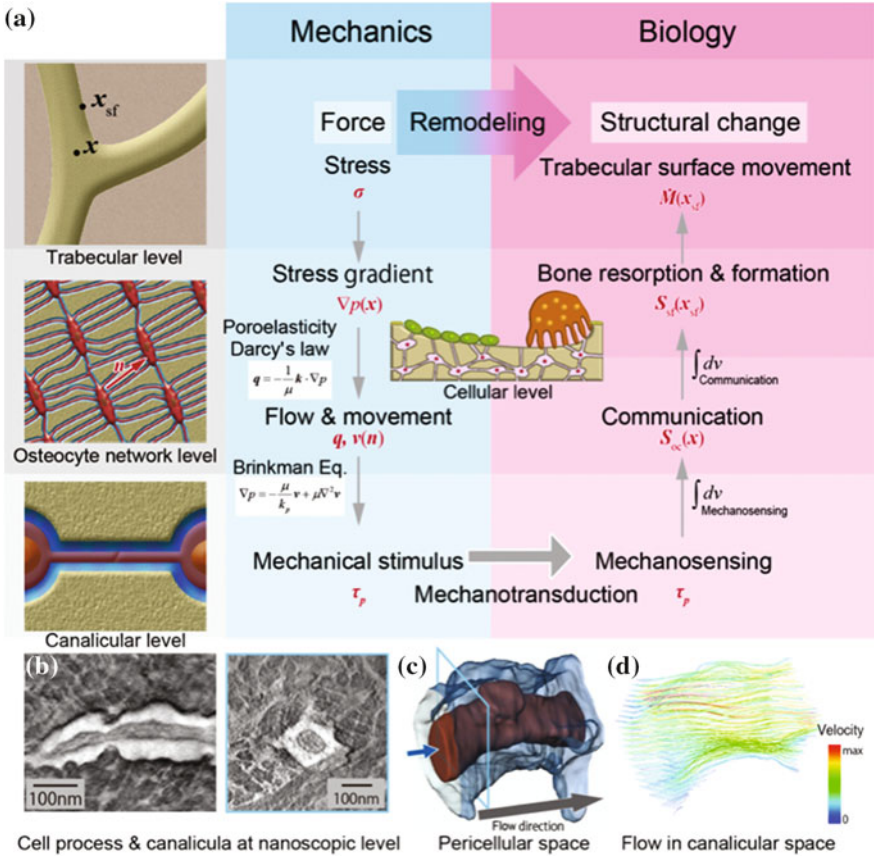 (a)
Mechanics
Biology
x_sf
x
Trabecular level
Force
Remodeling
Structural change
Stress
σ
Trabecular surface movement
Ṁ(x_sf)
Stress gradient
∇p(x)
Bone resorption & formation
S_sf(x_sf)
n
Osteocyte network level
Poroelasticity
Darcy's law
q = -1/μ k · ∇p
Cellular level
∫dv
Communication
Flow & movement
q, v(n)
Communication
S_oc(x)
Brinkman Eq.
∇p = -μ/k_p v + μ∇²v
∫dv
Mechanosensing
Canalicular level
Mechanical stimulus
Mechanosensing
τ_p
Mechanotransduction
τ_p
(b)
100nm
100nm
Cell process & canalicula at nanoscopic level
(c)
Flow direction
Pericellular space
(d)
Velocity
max
0
Flow in canalicular space